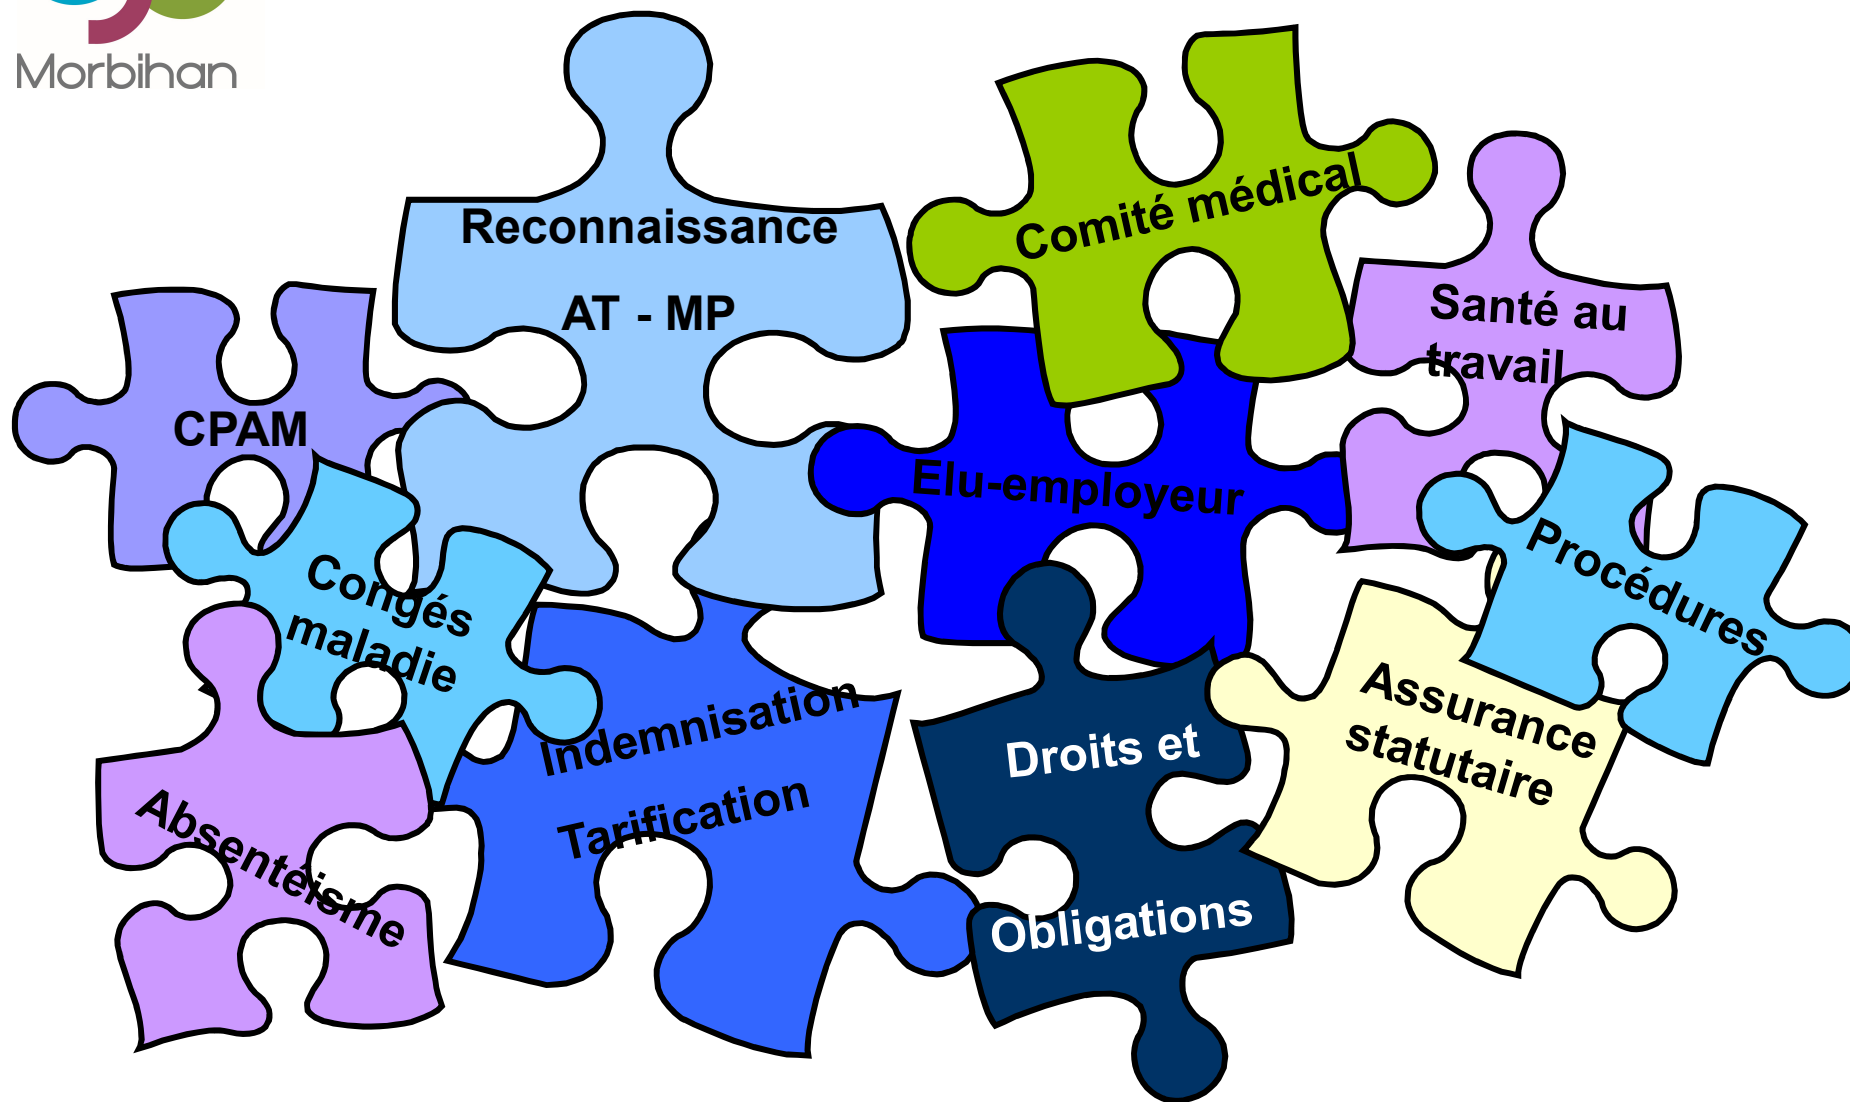 Morbihan
Reconnaissance
AT - MP
Comité médical
Santé au
travail
CPAM
Elu-employeur
Procédures
Congés
maladie
Indemnisation
Tarification
Droits et
Obligations
Assurance
statutaire
Absentéisme